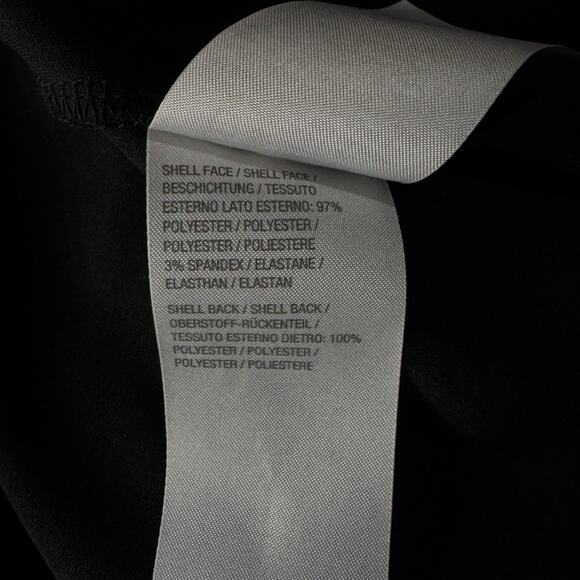 SHELL FACE / SHELL FACE /
BESCHICHTUNG / TESSUTO
ESTERNO LATO ESTERNO: 97%
POLYESTER / POLYESTER /
POLYESTER / POLIESTERE
3% SPANDEX / ELASTANE /
ELASTHAN / ELASTAN
SHELL BACK / SHELL BACK /
OBERSTOFF-RÜCKENTEIL /
TESSUTO ESTERNO DIETRO: 100%
POLYESTER / POLYESTER /
POLYESTER / POLIESTERE